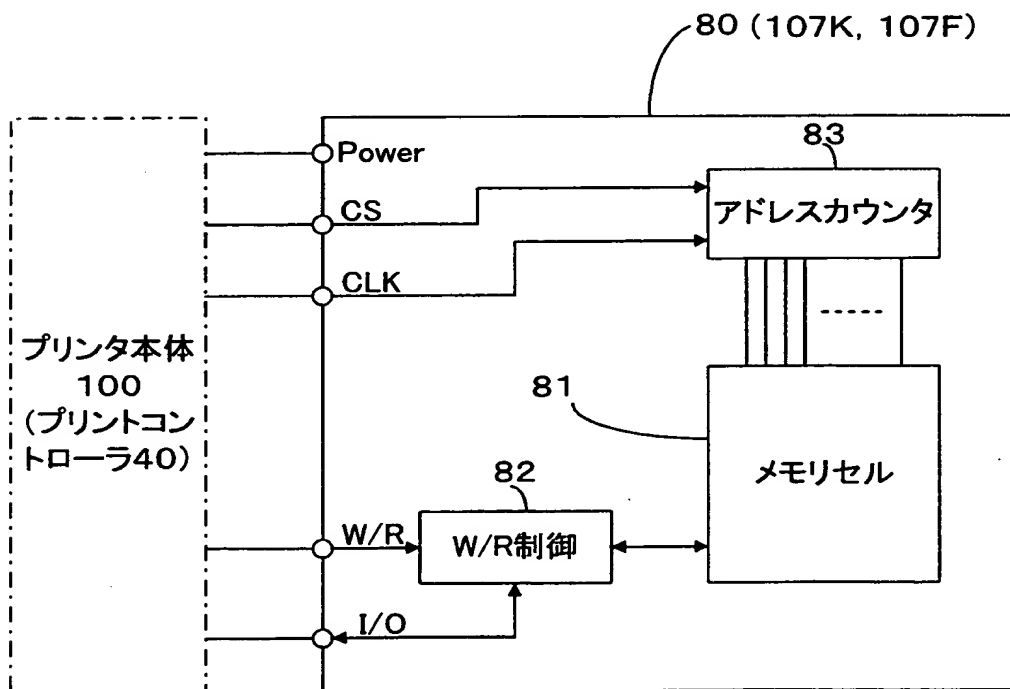 80 (107K, 107F)
83
Power
CS
アドレスカウンタ
CLK
プリンタ本体
100
(プリントコン
トローラ40)
81
メモリセル
82
W/R
W/R制御
I/O